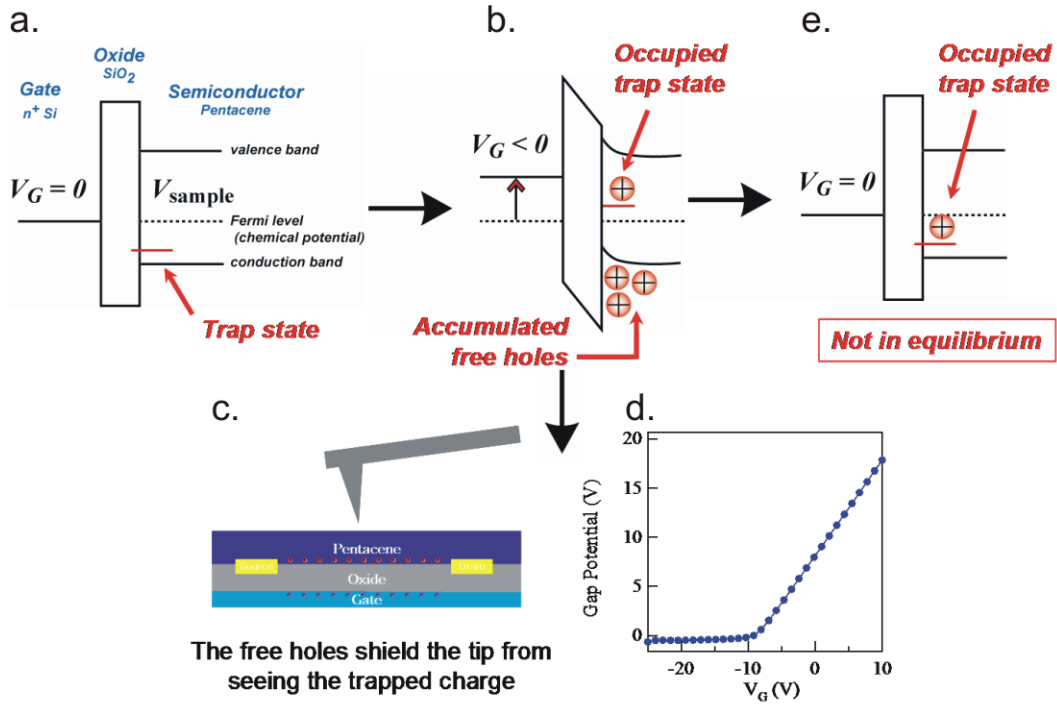 a.
Oxide
SiO2
Gate
n+ Si
Semiconductor
Pentacene
valence band
VG = 0
Vsample
Fermi level
(chemical potential)
conduction band
Trap state
b.
Occupied
trap state
VG < 0
Accumulated
free holes
e.
Occupied
trap state
VG = 0
Not in equilibrium
c.
Pentacene
Source
Drain
Oxide
Gate
The free holes shield the tip from
seeing the trapped charge
d.
Gap Potential (V)
20
15
10
5
0
-20
-10
0
10
VG (V)